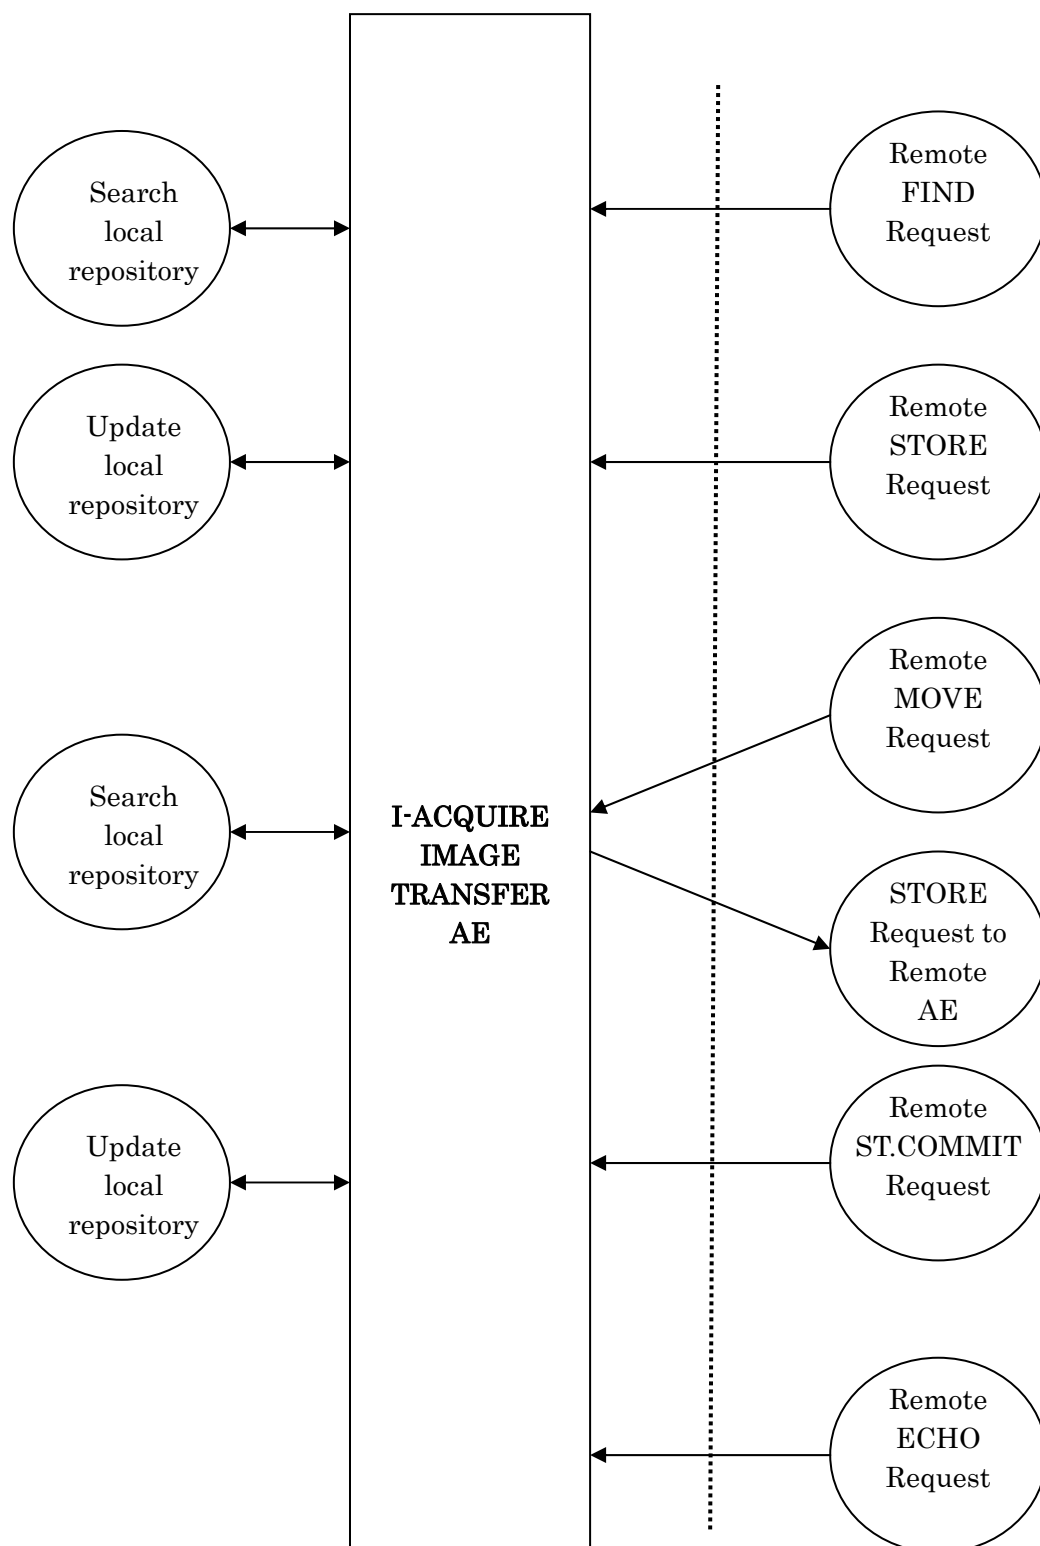 Search
local
repository
Remote
FIND
Request
Update
local
repository
Remote
STORE
Request
Remote
MOVE
Request
Search
local
repository
I-ACQUIRE
IMAGE
TRANSFER
AE
STORE
Request to
Remote
AE
Update
local
repository
Remote
ST.COMMIT
Request
Remote
ECHO
Request